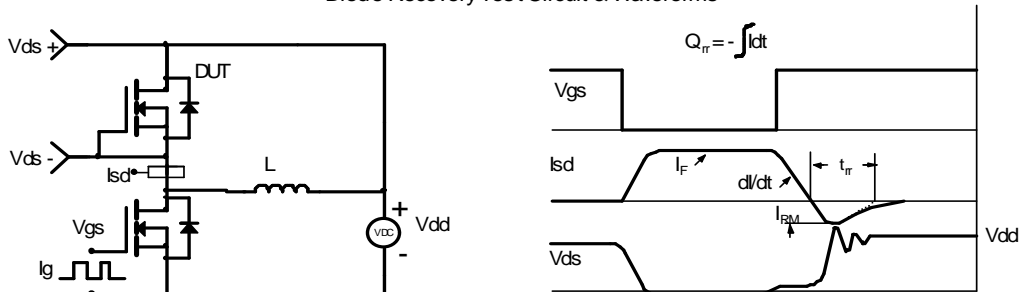 Diode Recovery Test Circuit & Waveforms
Vds +
DUT
Vds -
Isd
L
Vgs
Ig
VDC
+
-
Vdd
Qrr = - ∫Idt
Vgs
Isd
IF
dI/dt
trr
IRM
Vds
Vdd